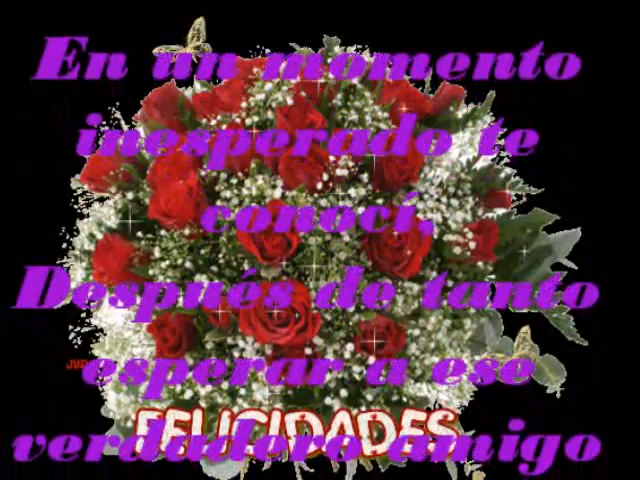 En un momento
inesperado te
conocí,
Después de tanto
esperar a ese
FELICIDADES
verdadero amigo